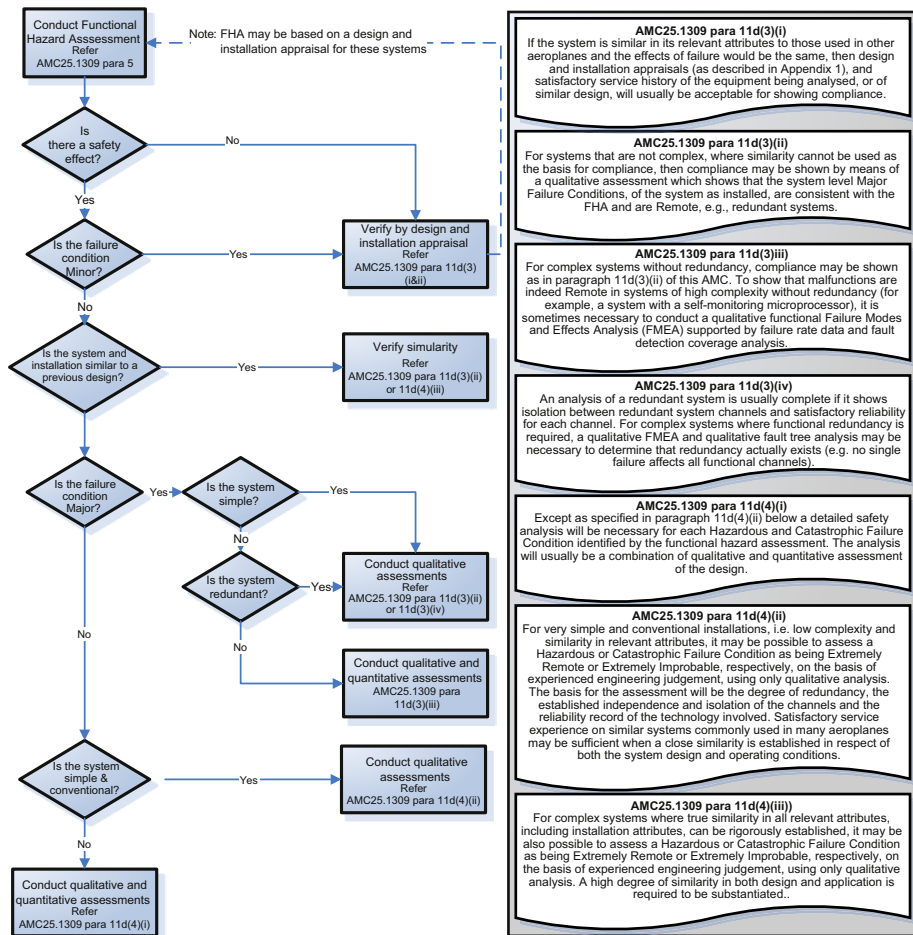 Conduct Functional
Hazard Asssessment
Refer
AMC25.1309 para 5
Note: FHA may be based on a design and
installation appraisal for these systems
Is
there a safety
effect?
No
Yes
Is the failure
condition
Minor?
Yes
Verify by design and
installation appraisal
Refer
AMC25.1309 para 11d(3)
(i&ii)
No
Is the system and
installation similar to a
previous design?
Yes
Verify simularity
Refer
AMC25.1309 para 11d(3)(ii)
or 11d(4)(iii)
No
Is the failure
condition
Major?
Yes
Is the system
simple?
Yes
No
Is the system
redundant?
Yes
Conduct qualitative
assessments
Refer
AMC25.1309 para 11d(3)(ii)
or 11d(3)(iv)
No
No
Conduct qualitative and
quantitative assessments
AMC25.1309 para
11d(3)(iii)
Is the system
simple &
conventional?
Yes
Conduct qualitative
assessments
Refer
AMC25.1309 para 11d(4)(ii)
No
Conduct qualitative and
quantitative assessments
Refer
AMC25.1309 para 11d(4)(i)
AMC25.1309 para 11d(3)(i)
If the system is similar in its relevant attributes to those used in other
aeroplanes and the effects of failure would be the same, then design
and installation appraisals (as described in Appendix 1), and
satisfactory service history of the equipment being analysed, or of
similar design, will usually be acceptable for showing compliance.
AMC25.1309 para 11d(3)(ii)
For systems that are not complex, where similarity cannot be used as
the basis for compliance, then compliance may be shown by means of
a qualitative assessment which shows that the system level Major
Failure Conditions, of the system as installed, are consistent with the
FHA and are Remote, e.g., redundant systems.
AMC25.1309 para 11d(3)iii)
For complex systems without redundancy, compliance may be shown
as in paragraph 11d(3)(ii) of this AMC. To show that malfunctions are
indeed Remote in systems of high complexity without redundancy (for
example, a system with a self-monitoring microprocessor), it is
sometimes necessary to conduct a qualitative functional Failure Modes
and Effects Analysis (FMEA) supported by failure rate data and fault
detection coverage analysis.
AMC25.1309 para 11d(3)(iv)
An analysis of a redundant system is usually complete if it shows
isolation between redundant system channels and satisfactory reliability
for each channel. For complex systems where functional redundancy is
required, a qualitative FMEA and qualitative fault tree analysis may be
necessary to determine that redundancy actually exists (e.g. no single
failure affects all functional channels).
AMC25.1309 para 11d(4)(i)
Except as specified in paragraph 11d(4)(ii) below a detailed safety
analysis will be necessary for each Hazardous and Catastrophic Failure
Condition identified by the functional hazard assessment. The analysis
will usually be a combination of qualitative and quantitative assessment
of the design.
AMC25.1309 para 11d(4)(ii)
For very simple and conventional installations, i.e. low complexity and
similarity in relevant attributes, it may be possible to assess a
Hazardous or Catastrophic Failure Condition as being Extremely
Remote or Extremely Improbable, respectively, on the basis of
experienced engineering judgement, using only qualitative analysis.
The basis for the assessment will be the degree of redundancy, the
established independence and isolation of the channels and the
reliability record of the technology involved. Satisfactory service
experience on similar systems commonly used in many aeroplanes
may be sufficient when a close similarity is established in respect of
both the system design and operating conditions.
AMC25.1309 para 11d(4)(iii))
For complex systems where true similarity in all relevant attributes,
including installation attributes, can be rigorously established, it may be
also possible to assess a Hazardous or Catastrophic Failure Condition
as being Extremely Remote or Extremely Improbable, respectively, on
the basis of experienced engineering judgement, using only qualitative
analysis. A high degree of similarity in both design and application is
required to be substantiated..